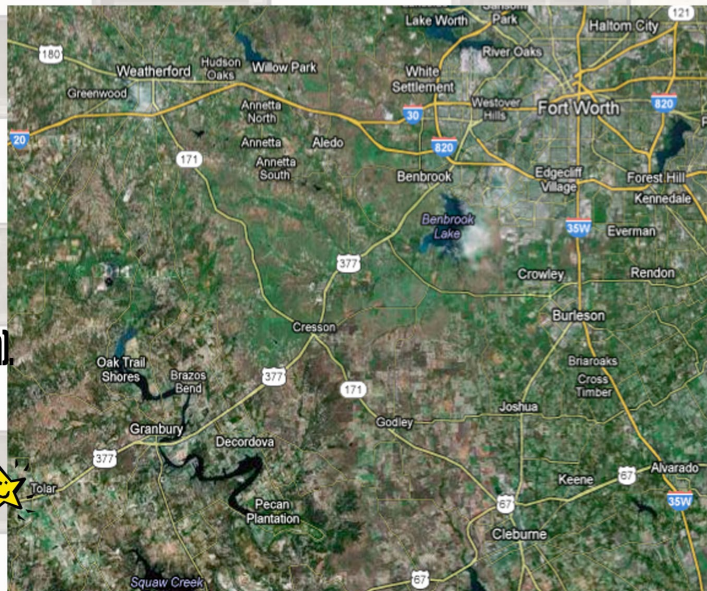 Lake Worth
Sansom Park
121
Haltom City
180
Hudson Oaks
Willow Park
River Oaks
Weatherford
White Settlement
Greenwood
Annetta North
30
Westover Hills
Fort Worth
820
20
Annetta
Aledo
820
171
Annetta South
Benbrook
Edgecliff Village
Forest Hill
Kennedale
Benbrook Lake
35W
Everman
377
Crowley
Rendon
Cresson
Burleson
Oak Trail Shores
Brazos Bend
377
171
Briaroaks
Cross Timber
Granbury
Godley
Joshua
Decordova
377
Tolar
Keene
67
Alvarado
Pecan Plantation
67
35W
Cleburne
Squaw Creek
67